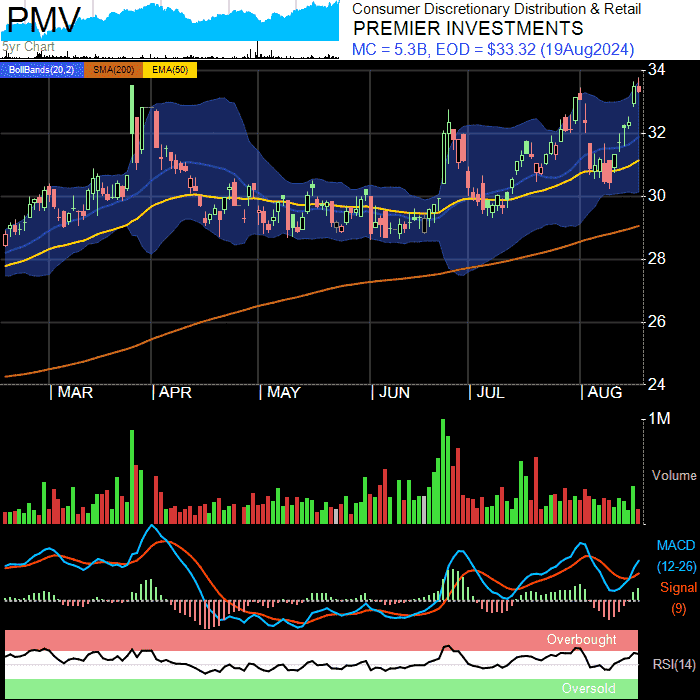 PMV
5yr Chart
Consumer Discretionary Distribution & Retail
PREMIER INVESTMENTS
MC = 5.3B, EOD = $33.32 (19Aug2024)
BollBands(20,2) SMA(200) EMA(50)
34
32
30
28
26
24
MAR APR MAY JUN JUL AUG
1M
Volume
MACD
(12-26)
Signal
(9)
Overbought
RSI(14)
Oversold